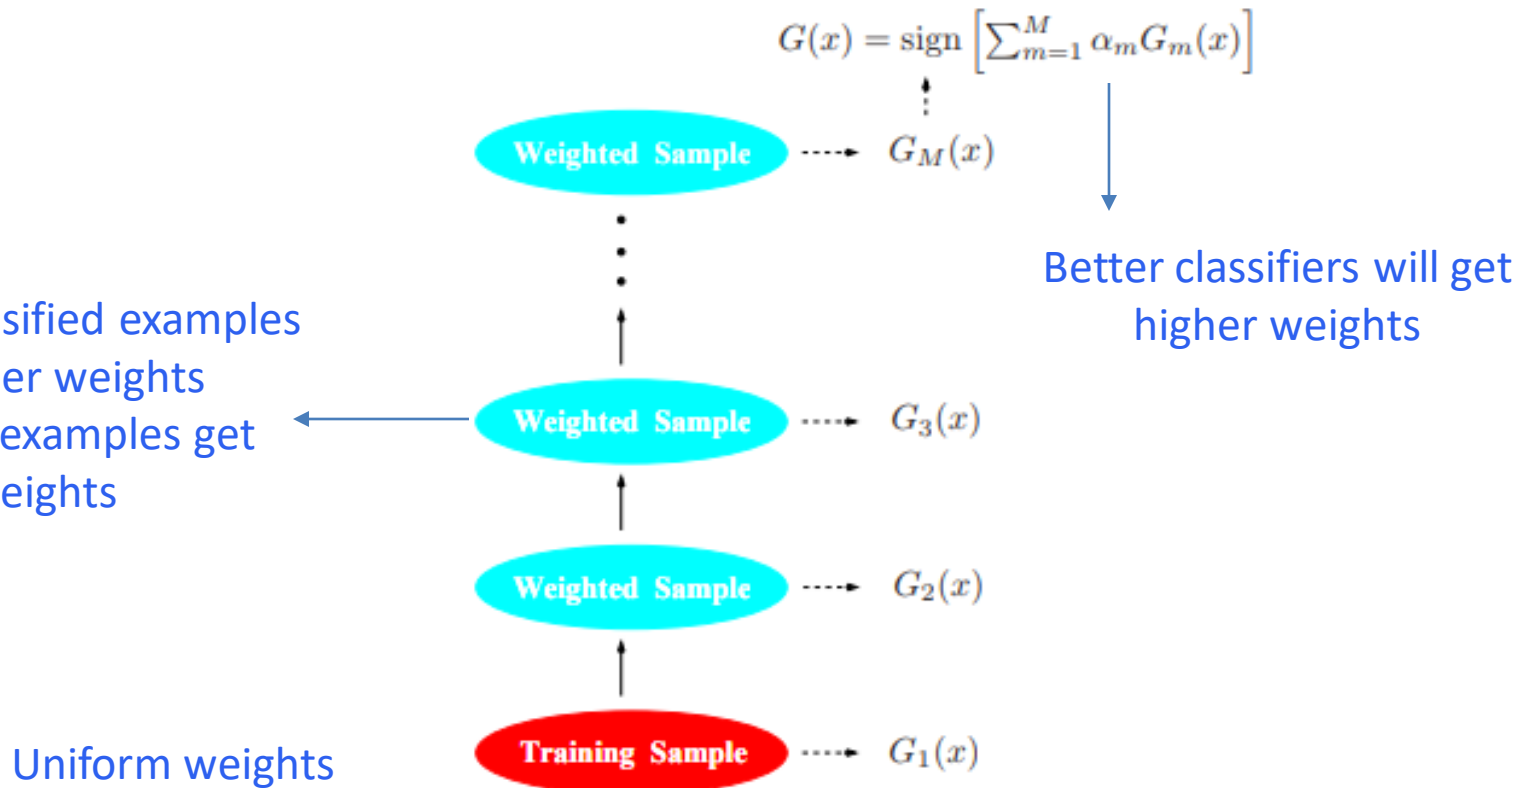 G(x) = sign [∑_{m=1}^{M} α_m G_m(x)]
Weighted Sample
G_M(x)
Better classifiers will get
higher weights
sified examples
er weights
examples get
eights
Weighted Sample
G_3(x)
Weighted Sample
G_2(x)
Training Sample
G_1(x)
Uniform weights